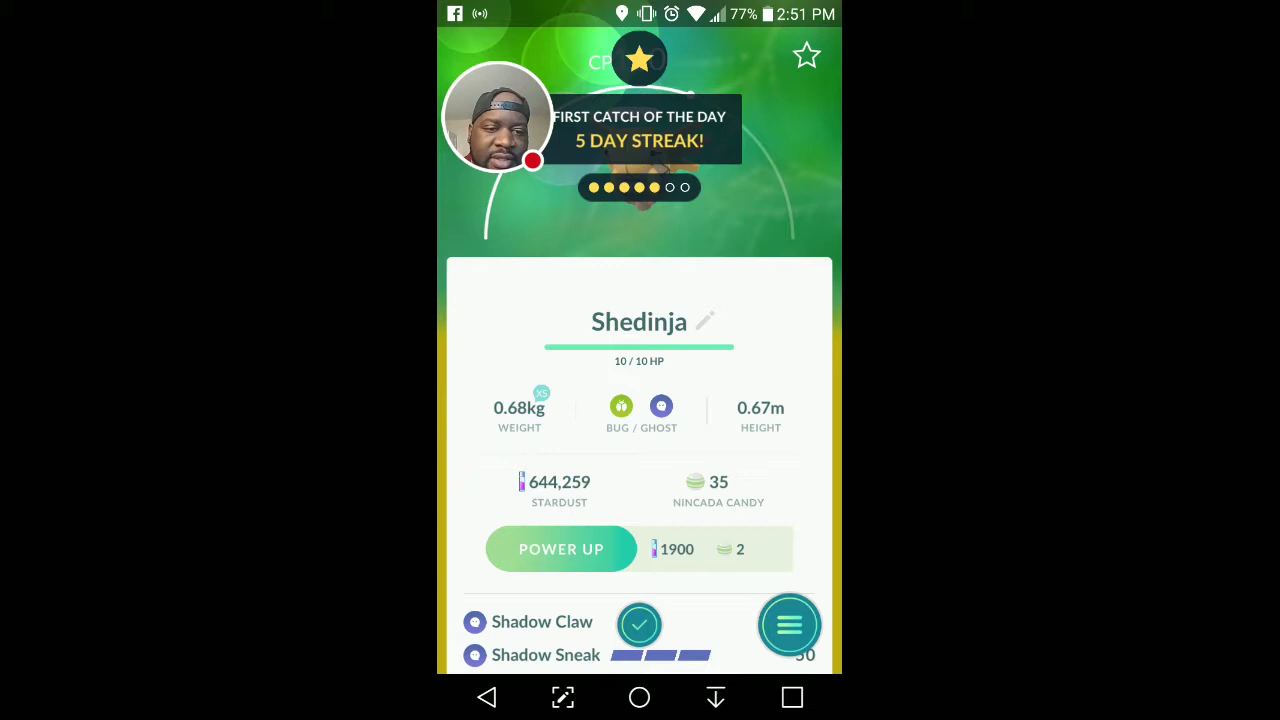 77% 2:51 PM
CP
FIRST CATCH OF THE DAY
5 DAY STREAK!
Shedinja
10 / 10 HP
XS
0.68kg 0.67m
WEIGHT BUG / GHOST HEIGHT
644,259 35
STARDUST NINCADA CANDY
POWER UP 1900 2
Shadow Claw
Shadow Sneak 50